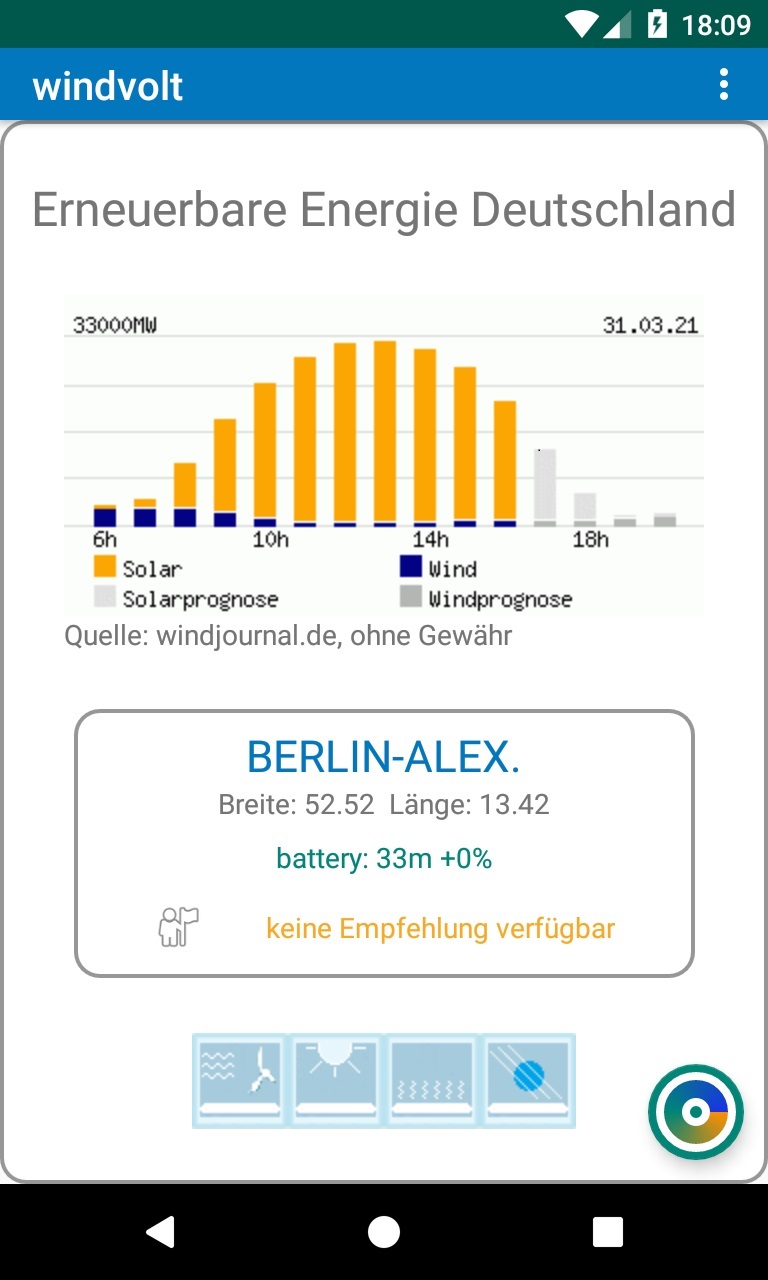 18:09
windvolt
Erneuerbare Energie Deutschland
33000MW 31.03.21
6h 10h 14h 18h
Solar Wind
Solarprognose Windprognose
Quelle: windjournal.de, ohne Gewähr
BERLIN-ALEX.
Breite: 52.52 Länge: 13.42
battery: 33m +0%
keine Empfehlung verfügbar